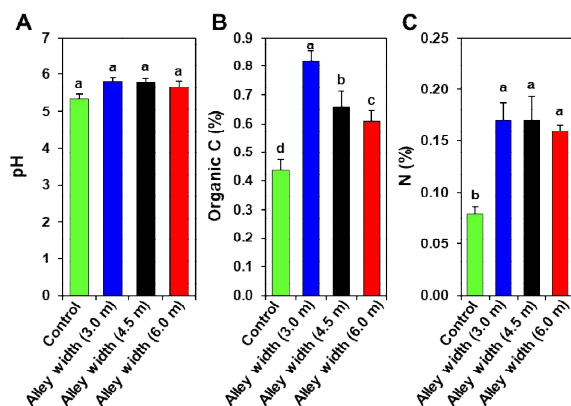 A
pH
7
6
5
4
3
2
1
0
a
a
a
a
Control
Alley width (3.0 m)
Alley width (4.5 m)
Alley width (6.0 m)
B
Organic C (%)
0.9
0.8
0.7
0.6
0.5
0.4
0.3
0.2
0.1
0.0
d
a
b
c
Control
Alley width (3.0 m)
Alley width (4.5 m)
Alley width (6.0 m)
C
N (%)
0.25
0.20
0.15
0.10
0.05
0.00
b
a
a
a
Control
Alley width (3.0 m)
Alley width (4.5 m)
Alley width (6.0 m)